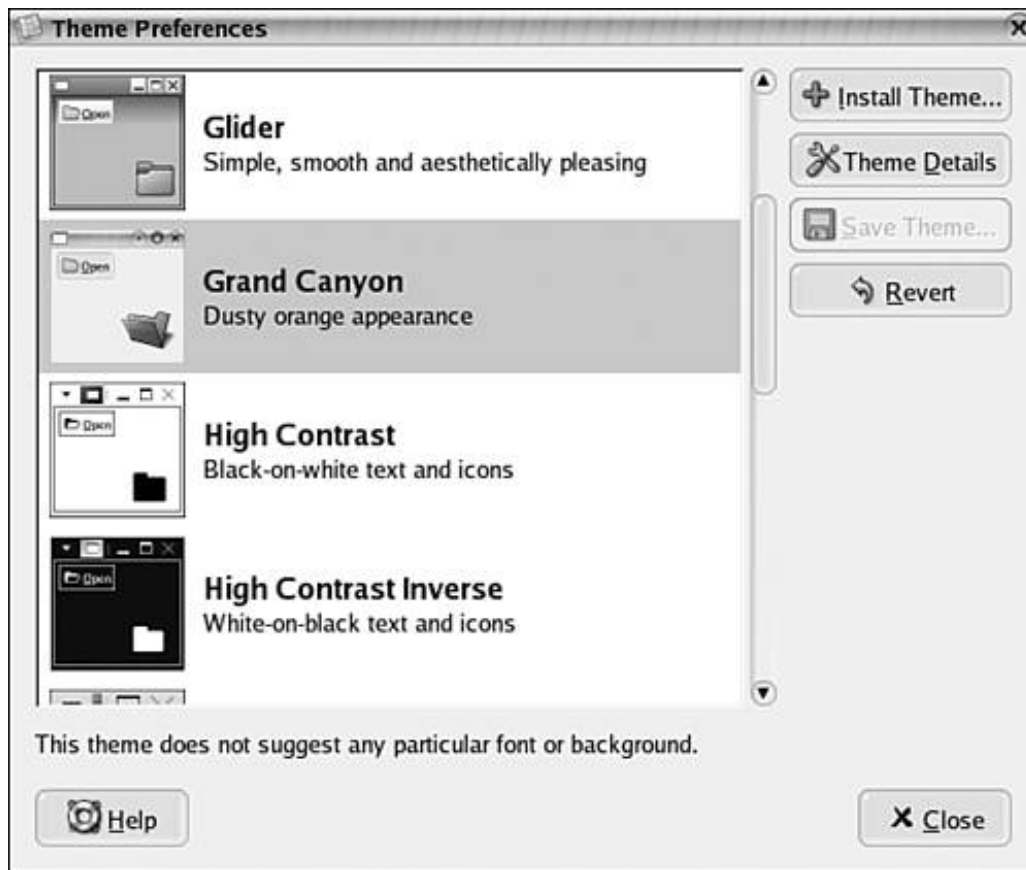 Theme Preferences
Open
Glider
Simple, smooth and aesthetically pleasing
Open
Grand Canyon
Dusty orange appearance
Open
High Contrast
Black-on-white text and icons
Open
High Contrast Inverse
White-on-black text and icons
Install Theme...
Theme Details
Save Theme...
Revert
This theme does not suggest any particular font or background.
Help
Close